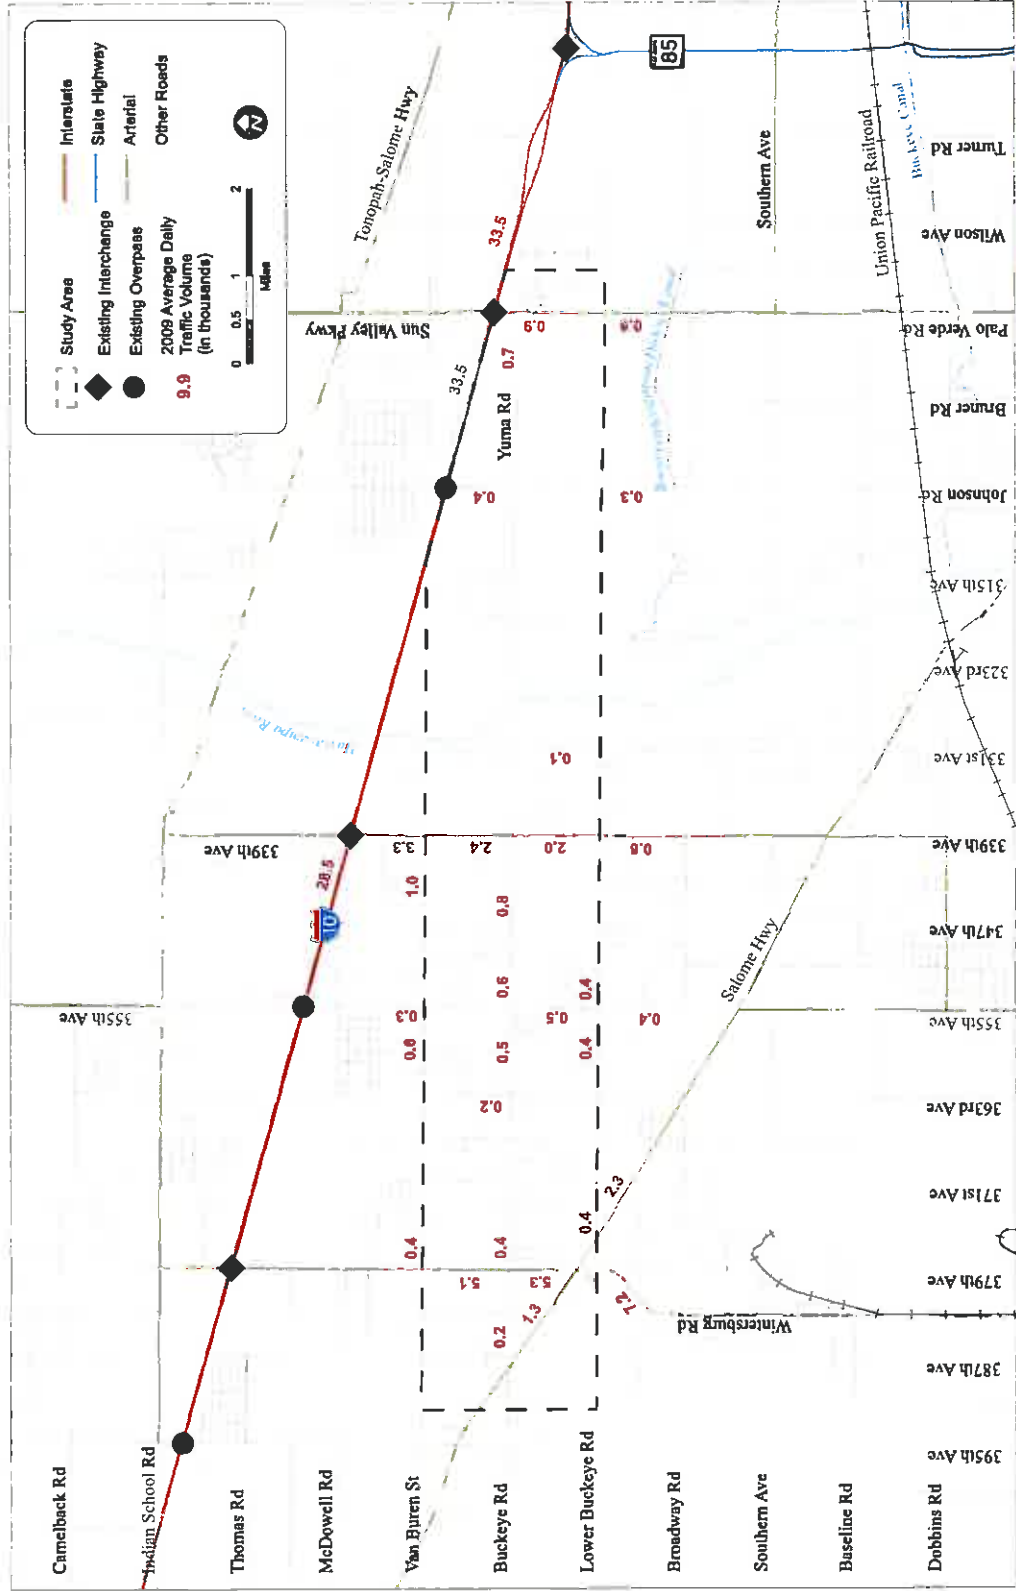 Study Area
Existing Interchange
Existing Overpass
9.9
2009 Average Daily
Traffic Volume
(in thousands)
Interstate
State Highway
Arterial
Other Roads
0
0.5
1
2
Miles
N
Camelback Rd
Indian School Rd
Thomas Rd
McDowell Rd
Van Buren St
Buckeye Rd
Lower Buckeye Rd
Broadway Rd
Southern Ave
Baseline Rd
Dobbins Rd
395th Ave
387th Ave
379th Ave
371st Ave
363rd Ave
355th Ave
347th Ave
339th Ave
331st Ave
323rd Ave
315th Ave
Johnson Rd
Bruner Rd
Palo Verde Rd
Wilson Ave
Turner Rd
355th Ave
339th Ave
Sun Valley Pkwy
Tonopah-Salome Hwy
Yuma Rd
Southern Ave
Union Pacific Railroad
Buckeye Canal
Salome Hwy
Wintersburg Rd
10
85
28.5
33.5
33.5
0.4
0.6
0.3
1.0
3.3
0.2
1.3
5.1
5.3
0.4
0.2
0.5
0.6
0.8
2.4
2.0
0.5
0.1
0.4
0.7
0.9
0.4
0.4
0.4
2.3
1.2
0.4
0.3